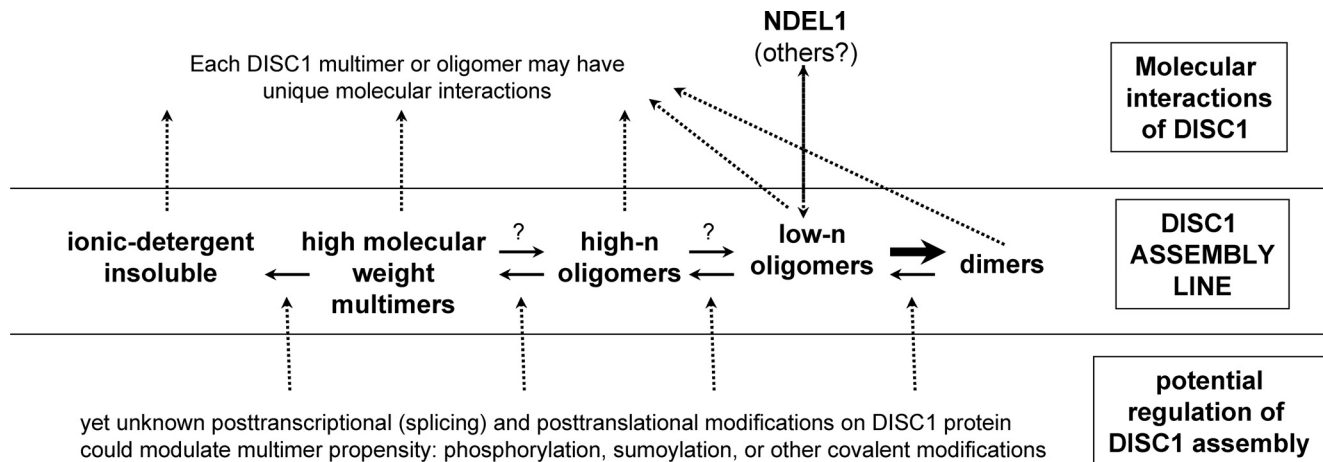 NDEL1
(others?)
Each DISC1 multimer or oligomer may have
unique molecular interactions
Molecular
interactions
of DISC1
ionic-detergent
insoluble
high molecular
weight
multimers
?
high-n
oligomers
?
low-n
oligomers
dimers
DISC1
ASSEMBLY
LINE
yet unknown posttranscriptional (splicing) and posttranslational modifications on DISC1 protein
could modulate multimer propensity: phosphorylation, sumoylation, or other covalent modifications
potential
regulation of
DISC1 assembly